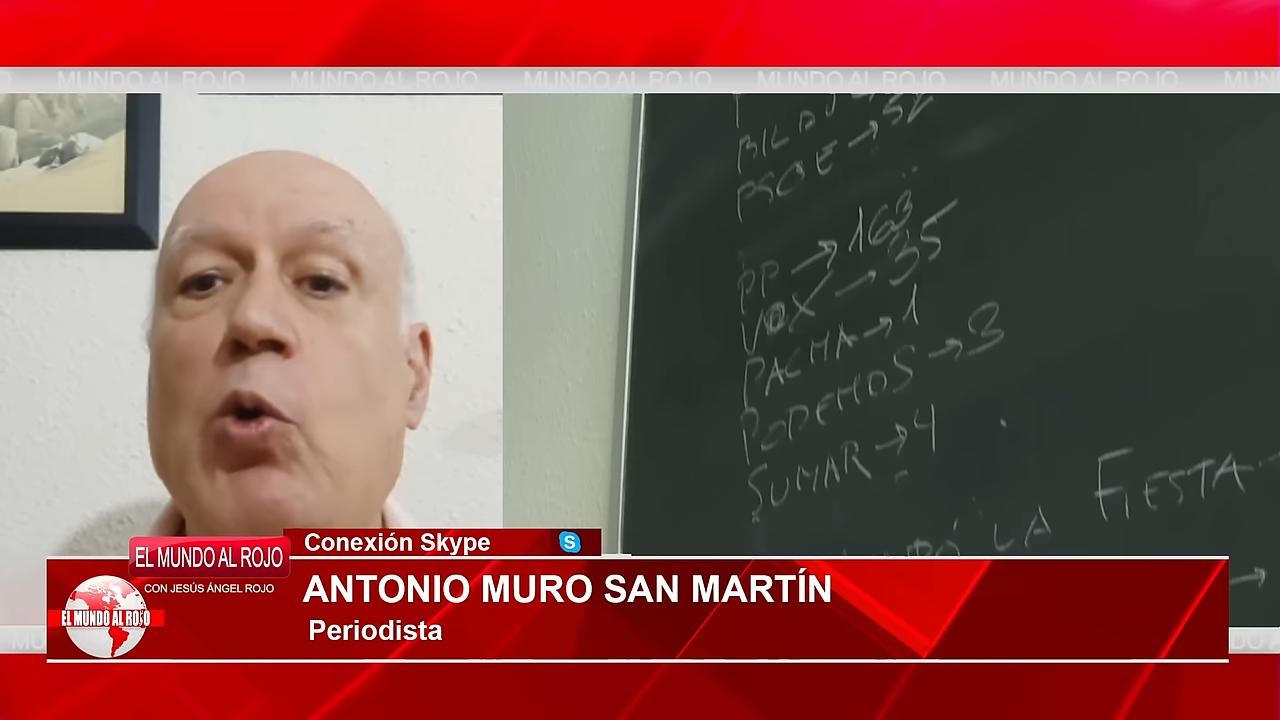 MUNDO AL ROJO MUNDO AL ROJO MUNDO AL ROJO MUNDO AL ROJO MUNDO AL ROJO
PSOE → 52
PP → 163
VOX → 35
PACMA → 1
PODEMOS → 3
SUMAR → 4
LA FIESTA
Conexión Skype
EL MUNDO AL ROJO
CON JESÚS ÁNGEL ROJO
EL MUNDO AL ROJO
ANTONIO MURO SAN MARTÍN
Periodista